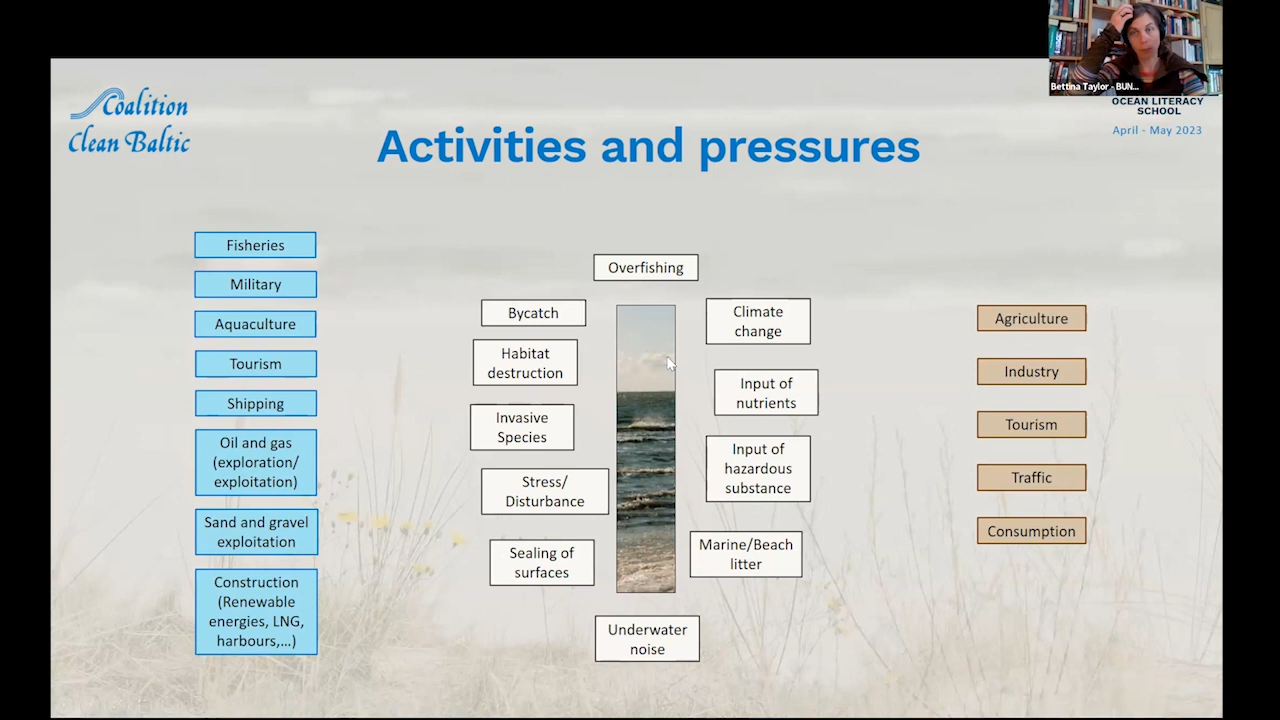 Bettina Taylor - BUN...
Coalition
Clean Baltic
OCEAN LITERACY
SCHOOL
April - May 2023
Activities and pressures
Fisheries
Military
Aquaculture
Tourism
Shipping
Oil and gas
(exploration/
exploitation)
Sand and gravel
exploitation
Construction
(Renewable
energies, LNG,
harbours,...)
Overfishing
Bycatch
Habitat
destruction
Invasive
Species
Stress/
Disturbance
Sealing of
surfaces
Climate
change
Input of
nutrients
Input of
hazardous
substance
Marine/Beach
litter
Underwater
noise
Agriculture
Industry
Tourism
Traffic
Consumption